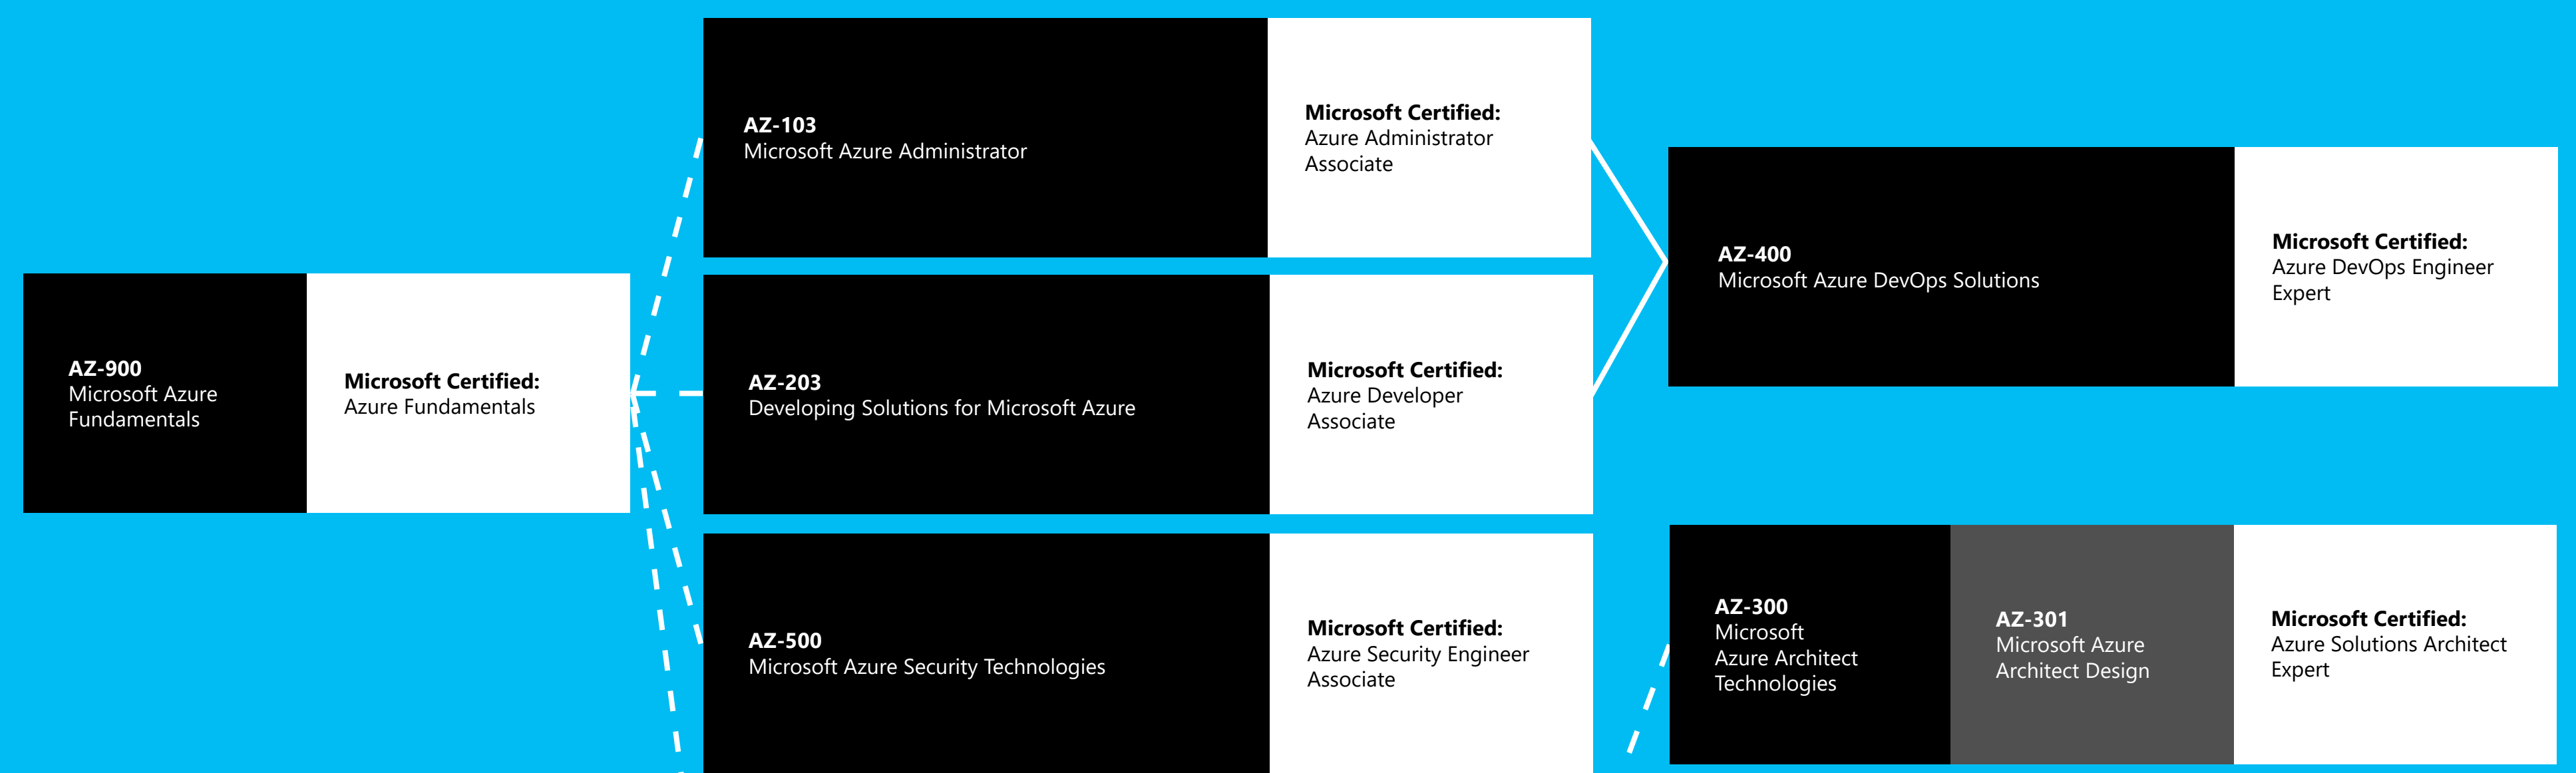 AZ-900
Microsoft Azure
Fundamentals
Microsoft Certified:
Azure Fundamentals
AZ-103
Microsoft Azure Administrator
Microsoft Certified:
Azure Administrator
Associate
AZ-203
Developing Solutions for Microsoft Azure
Microsoft Certified:
Azure Developer
Associate
AZ-500
Microsoft Azure Security Technologies
Microsoft Certified:
Azure Security Engineer
Associate
AZ-400
Microsoft Azure DevOps Solutions
Microsoft Certified:
Azure DevOps Engineer
Expert
AZ-300
Microsoft
Azure Architect
Technologies
AZ-301
Microsoft Azure
Architect Design
Microsoft Certified:
Azure Solutions Architect
Expert